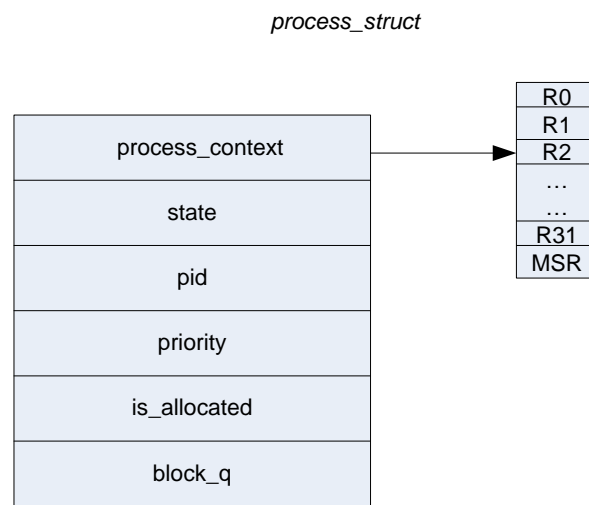 process_struct
process_context
state
pid
priority
is_allocated
block_q
R0
R1
R2
...
...
R31
MSR